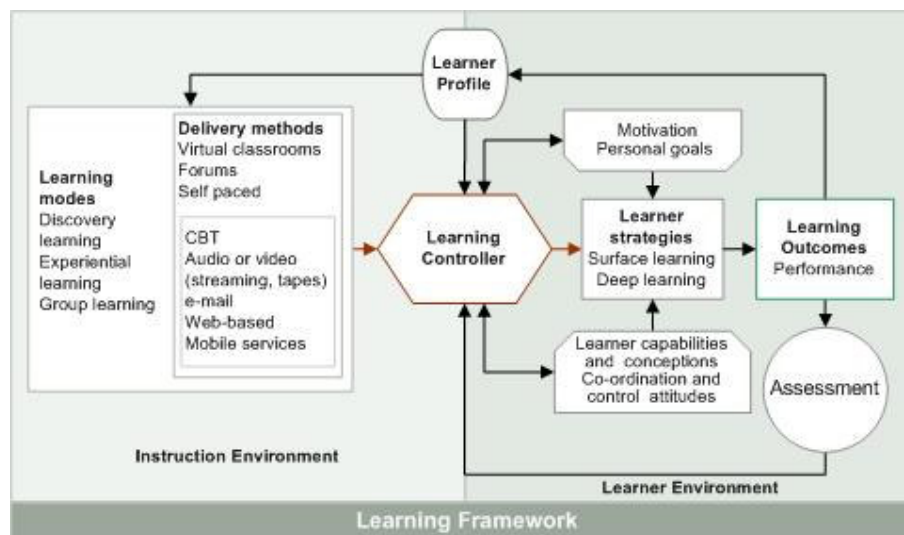 Learner
Profile
Learning
modes
Discovery
learning
Experiential
learning
Group learning
Delivery methods
Virtual classrooms
Forums
Self paced
CBT
Audio or video
(streaming, tapes)
e-mail
Web-based
Mobile services
Learning
Controller
Motivation
Personal goals
Learner
strategies
Surface learning
Deep learning
Learner capabilities
and conceptions
Co-ordination and
control attitudes
Learning
Outcomes
Performance
Assessment
Instruction Environment
Learner Environment
Learning Framework